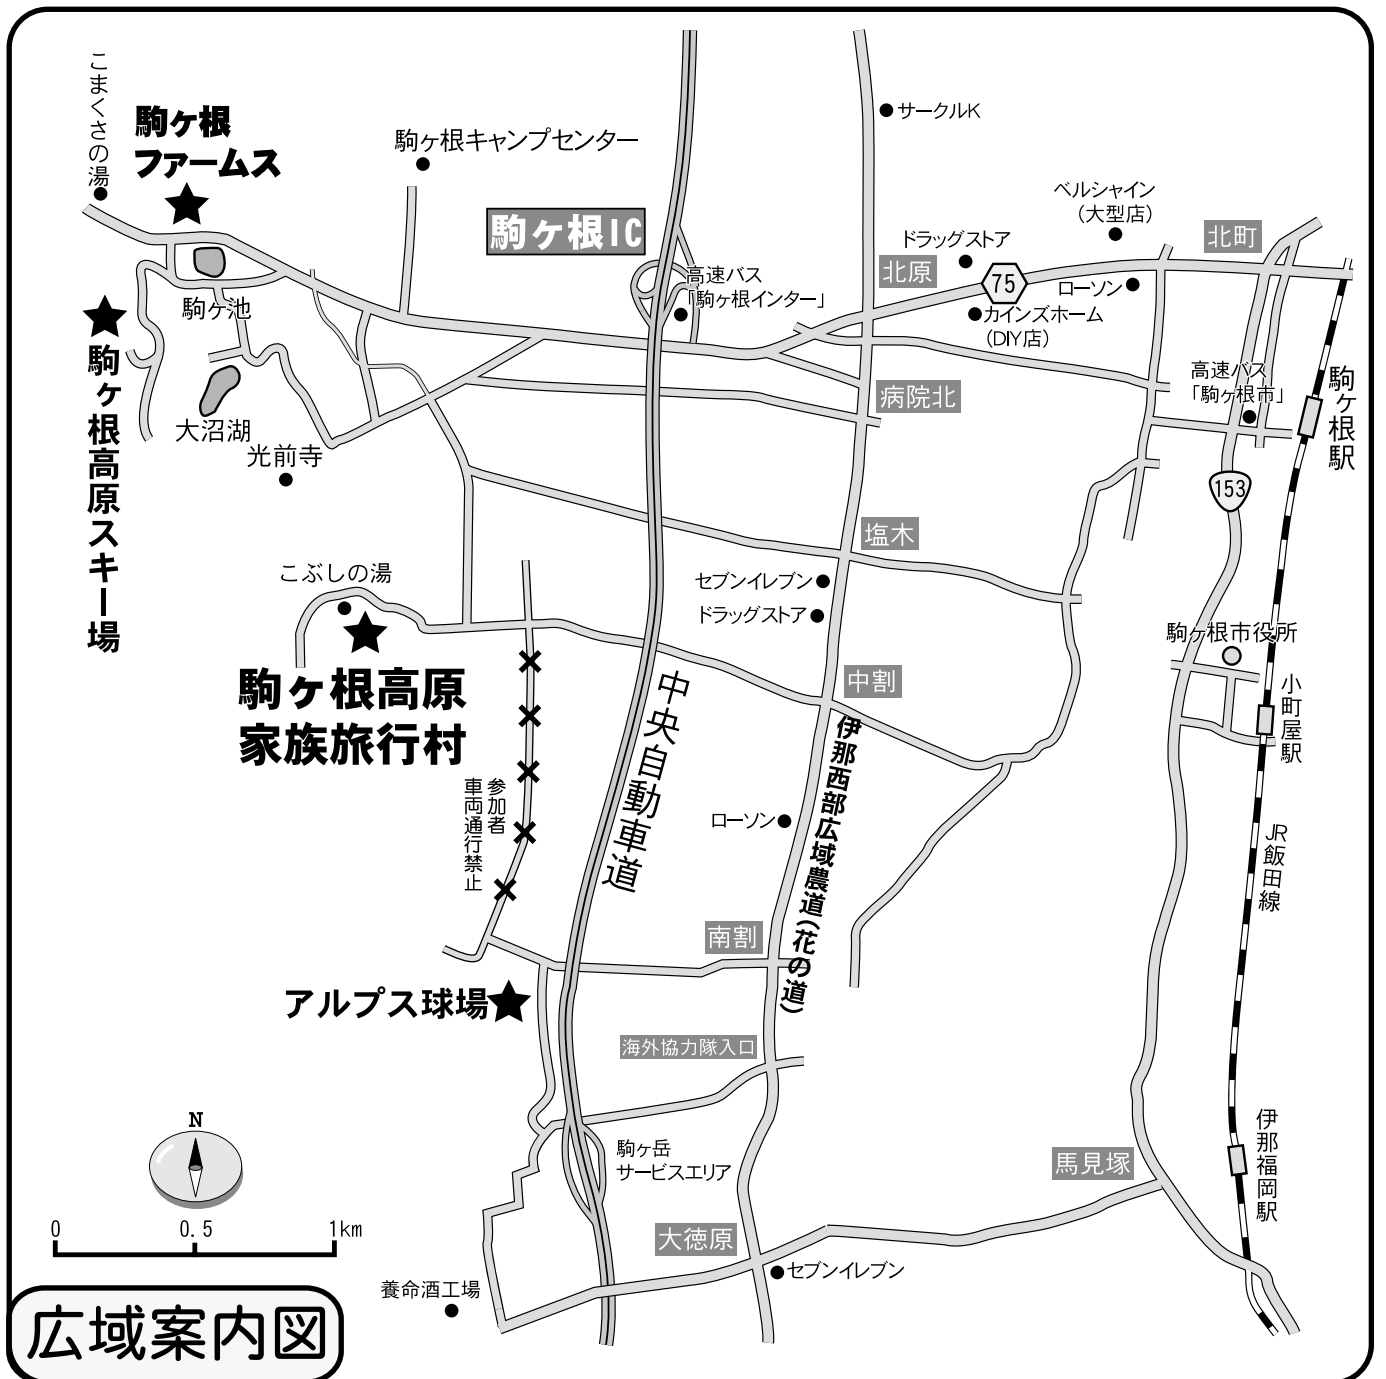 こまくさの湯
駒ヶ根
ファームス
駒ヶ根キャンプセンター
サークルK
駒ヶ根IC
高速バス
「駒ヶ根インター」
ベルシャイン
(大型店)
ドラッグストア
北原
北町
75
ローソン
カインズホーム
(DIY店)
駒ヶ池
駒ヶ根高原スキー場
大沼湖
光前寺
病院北
高速バス
「駒ヶ根市」
駒ヶ根駅
153
塩木
セブンイレブン
ドラッグストア
こぶしの湯
駒ヶ根高原
家族旅行村
中割
駒ヶ根市役所
小町屋駅
中央自動車道
伊那西部広域農道(花の道)
参加者
車両通行禁止
ローソン
JR飯田線
南割
アルプス球場
海外協力隊入口
駒ヶ岳
サービスエリア
馬見塚
伊那福岡駅
大徳原
セブンイレブン
養命酒工場
N
0 0.5 1km
広域案内図